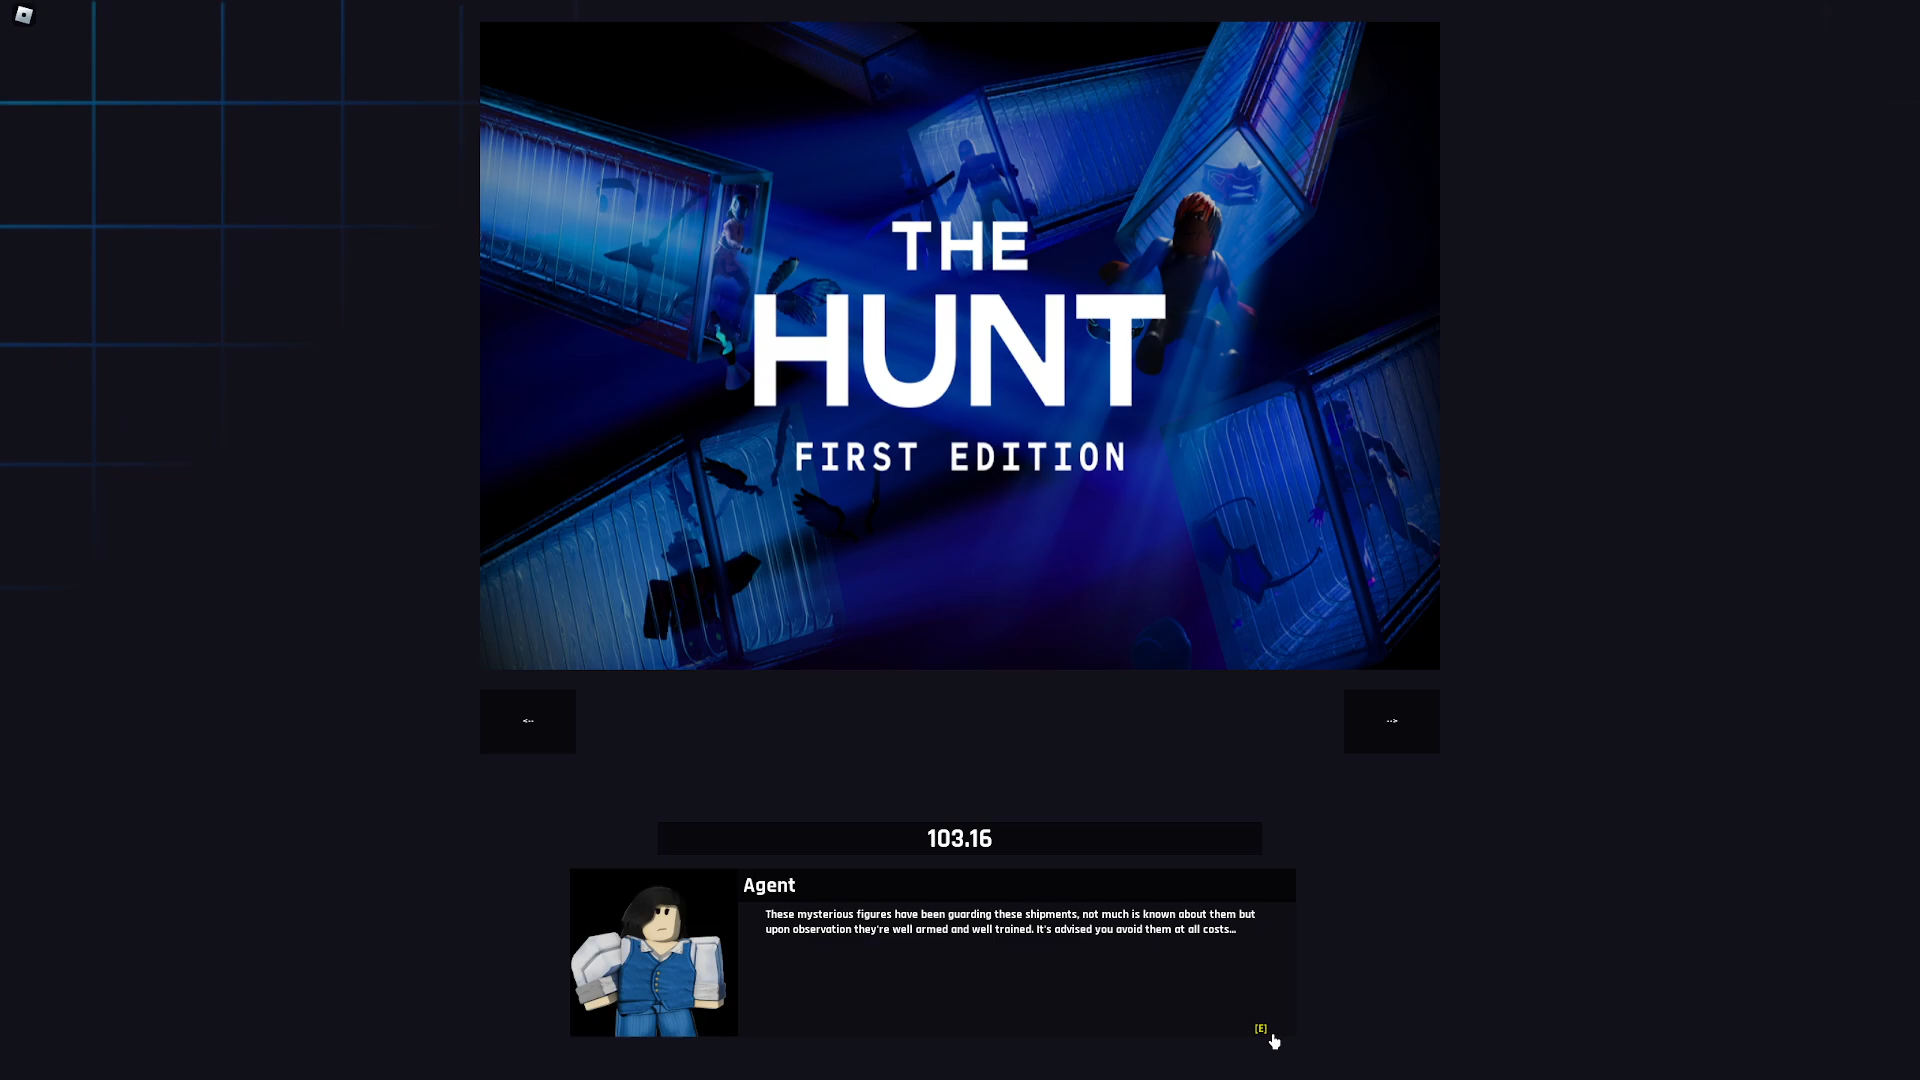 THE
HUNT
FIRST EDITION
<--
-->
103.16
Agent
These mysterious figures have been guarding these shipments, not much is known about them but
upon observation they're well armed and well trained. It's advised you avoid them at all costs...
[E]